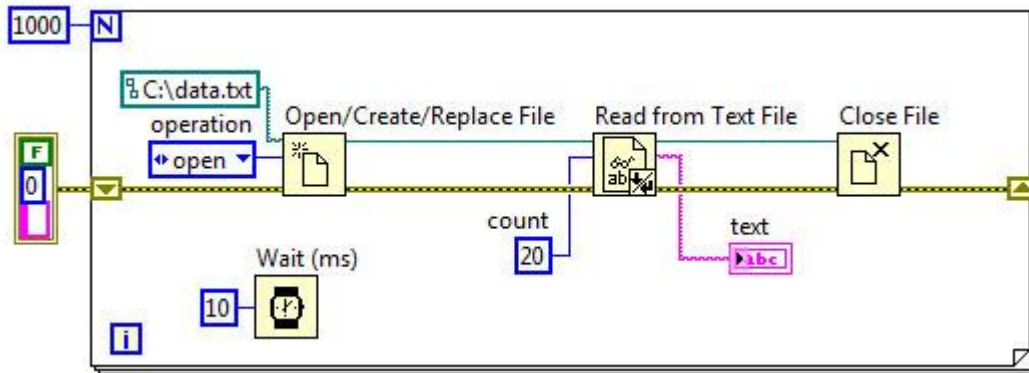 1000
N
C:\data.txt
operation
open
Open/Create/Replace File
Read from Text File
Close File
F
0
count
20
text
abc
Wait (ms)
10
i